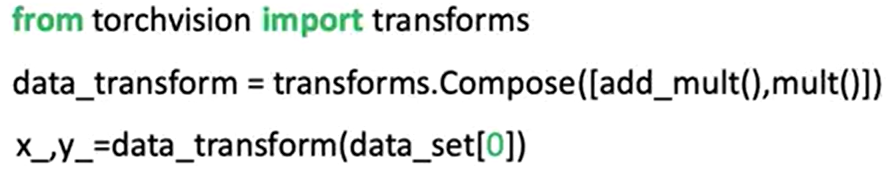 from torchvision import transforms
data_transform = transforms.Compose([add_mult(),mult()])
x_,y_=data_transform(data_set[0])